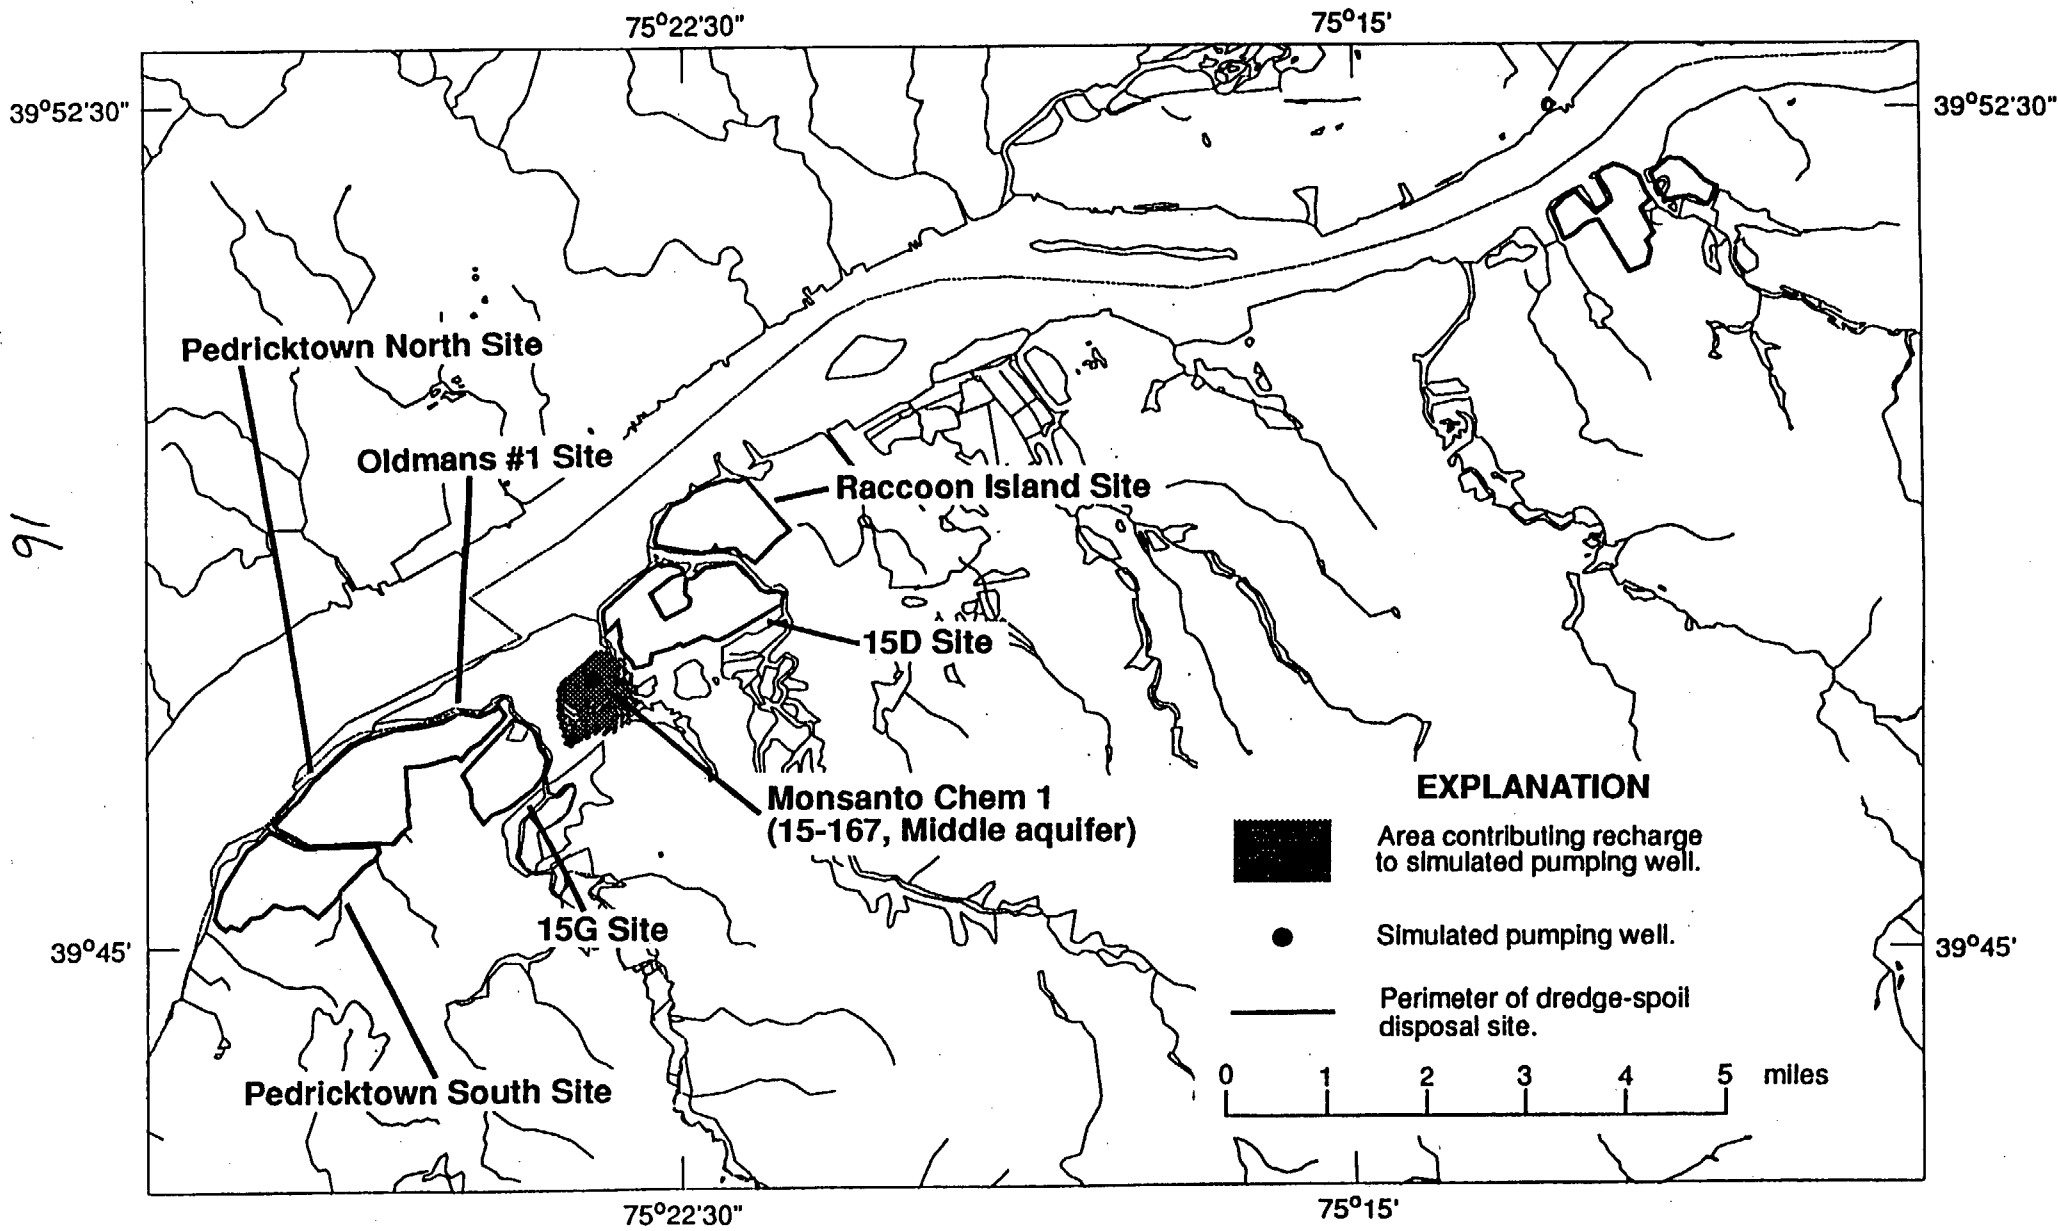 75°22'30"
75°15'
39°52'30"
39°52'30"
Pedricktown North Site
Oldmans #1 Site
Raccoon Island Site
91
15D Site
EXPLANATION
Monsanto Chem 1
(15-167, Middle aquifer)
Area contributing recharge
to simulated pumping well.
15G Site
Simulated pumping well.
39°45'
39°45'
Perimeter of dredge-spoil
disposal site.
Pedricktown South Site
0 1 2 3 4 5 miles
75°22'30"
75°15'